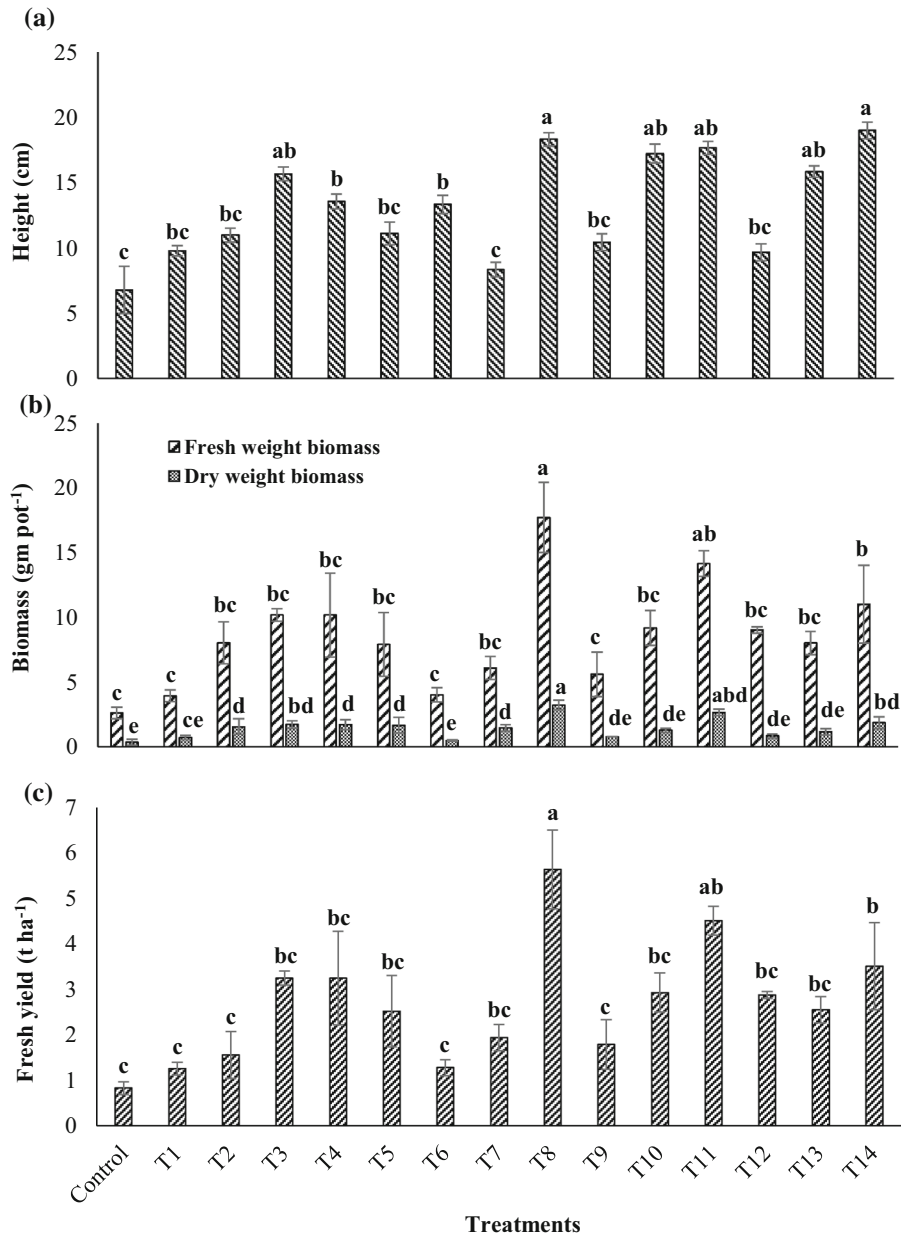 (a)
25
20
15
10
5
0
Height (cm)
c
bc
bc
ab
b
bc
b
c
a
bc
ab
ab
bc
ab
a
(b)
25
20
15
10
5
0
Biomass (gm pot-1)
Fresh weight biomass
Dry weight biomass
c
e
c
ce
bc
d
bc
bd
bc
d
bc
d
c
e
bc
d
a
a
c
de
bc
de
ab
abd
bc
de
bc
de
b
bd
(c)
7
6
5
4
3
2
1
0
Fresh yield (t ha-1)
c
c
c
bc
bc
bc
c
bc
a
c
bc
ab
bc
bc
b
Control
T1
T2
T3
T4
T5
T6
T7
T8
T9
T10
T11
T12
T13
T14
Treatments